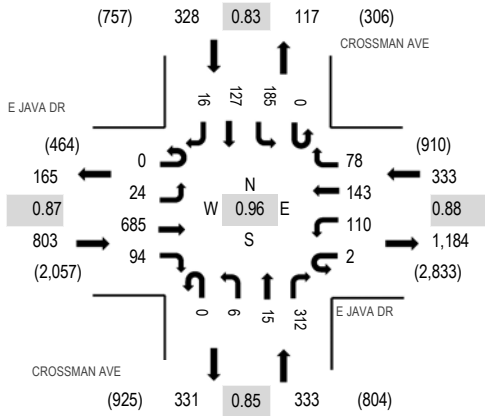 (757) 328 0.83 117 (306)
CROSSMAN AVE
E JAVA DR
16 127 185 0
(464) (910)
165 0 78 333
24 N 143
0.87 W 0.96 E 0.88
685 S 110
803 94 2 1,184
(2,057) (2,833)
0 6 15 312
E JAVA DR
CROSSMAN AVE
(925) 331 0.85 333 (804)